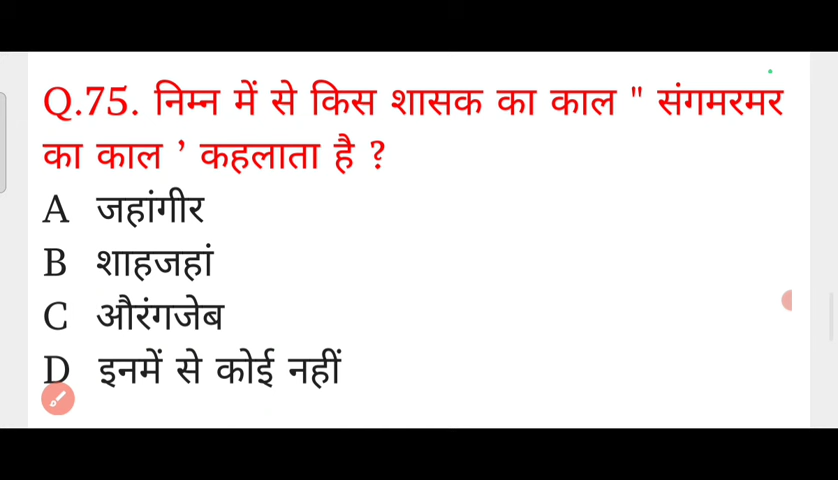 Q.75. निम्न में से किस शासक का काल " संगमरमर
का काल ’ कहलाता है ?
A जहांगीर
B शाहजहां
C औरंगजेब
D इनमें से कोई नहीं